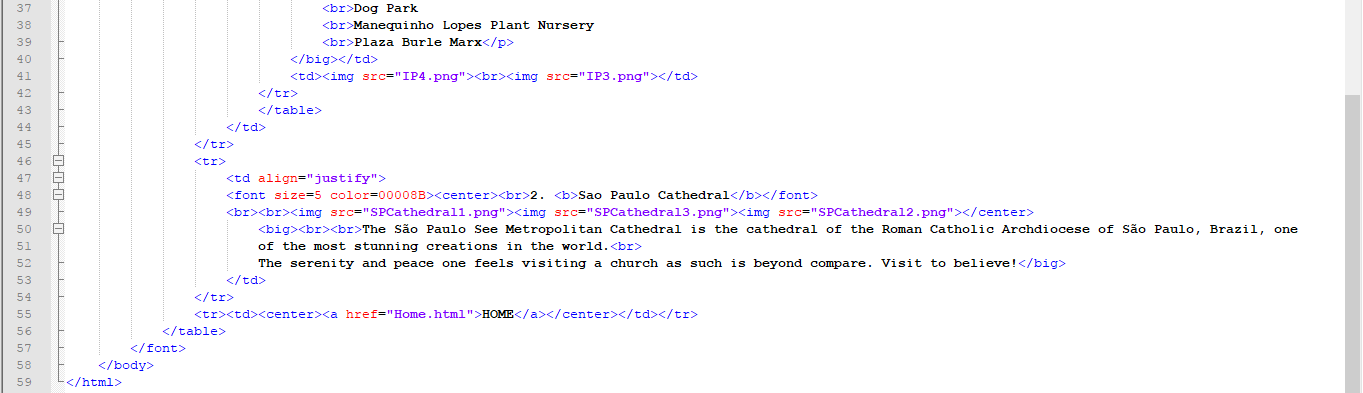 37 <br>Dog Park
38 <br>Manequinho Lopes Plant Nursery
39 <br>Plaza Burle Marx</p>
40 </big></td>
41 <td><img src="IP4.png"><br><img src="IP3.png"></td>
42 </tr>
43 </table>
44 </td>
45 </tr>
46 <tr>
47 <td align="justify">
48 <font size=5 color=00008B><center><br>2. <b>Sao Paulo Cathedral</b></font>
49 <br><br><img src="SPCathedral1.png"><img src="SPCathedral3.png"><img src="SPCathedral2.png"></center>
50 <big><br><br>The São Paulo See Metropolitan Cathedral is the cathedral of the Roman Catholic Archdiocese of São Paulo, Brazil, one
51 of the most stunning creations in the world.<br>
52 The serenity and peace one feels visiting a church as such is beyond compare. Visit to believe!</big>
53 </td>
54 </tr>
55 <tr><td><center><a href="Home.html">HOME</a></center></td></tr>
56 </table>
57 </font>
58 </body>
59 </html>